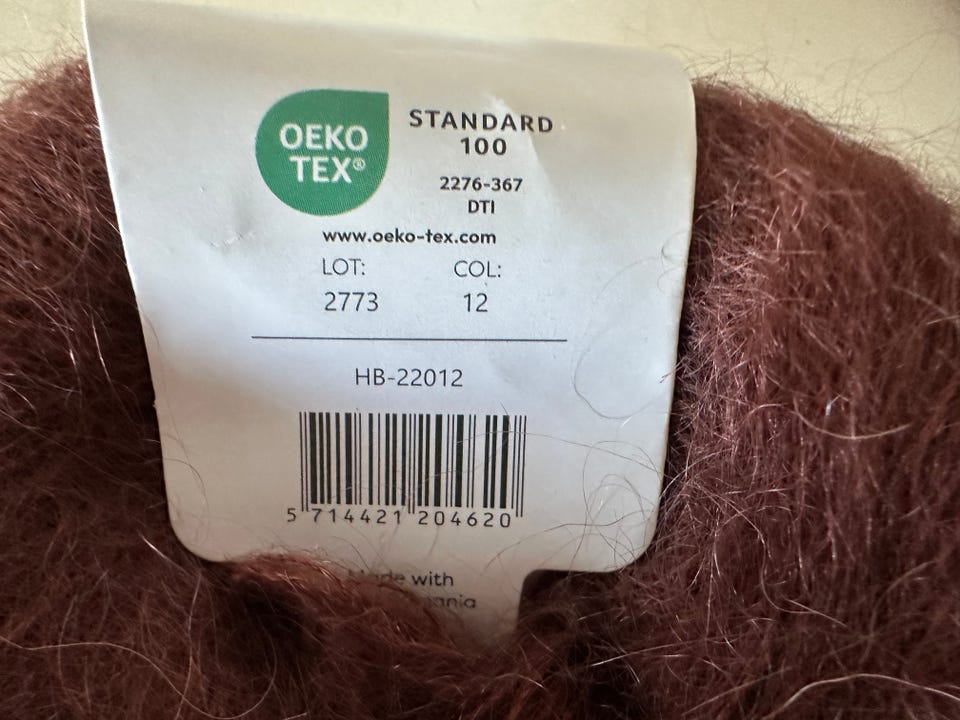 OEKO
TEX®
STANDARD
100
2276-367
DTI
www.oeko-tex.com
LOT: COL:
2773 12
HB-22012
5 714421 204620
Made with